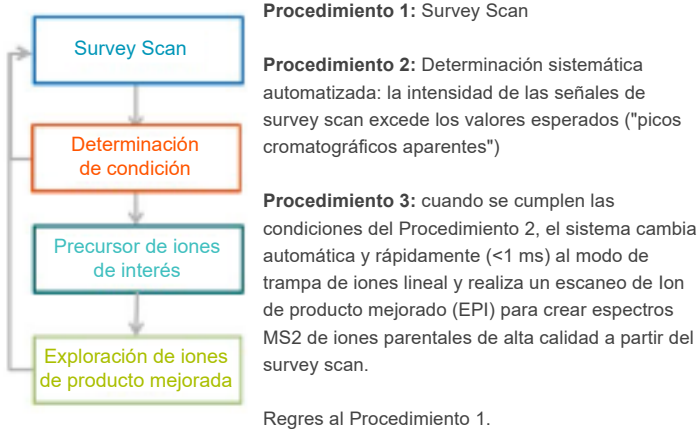 Survey Scan
Determinación
de condición
Precursor de iones
de interés
Exploración de iones
de producto mejorada
Procedimiento 1: Survey Scan
Procedimiento 2: Determinación sistemática
automatizada: la intensidad de las señales de
survey scan excede los valores esperados ("picos
cromatográficos aparentes")
Procedimiento 3: cuando se cumplen las
condiciones del Procedimiento 2, el sistema cambia
automática y rápidamente (<1 ms) al modo de
trampa de iones lineal y realiza un escaneo de Ion
de producto mejorado (EPI) para crear espectros
MS2 de iones parentales de alta calidad a partir del
survey scan.
Regres al Procedimiento 1.